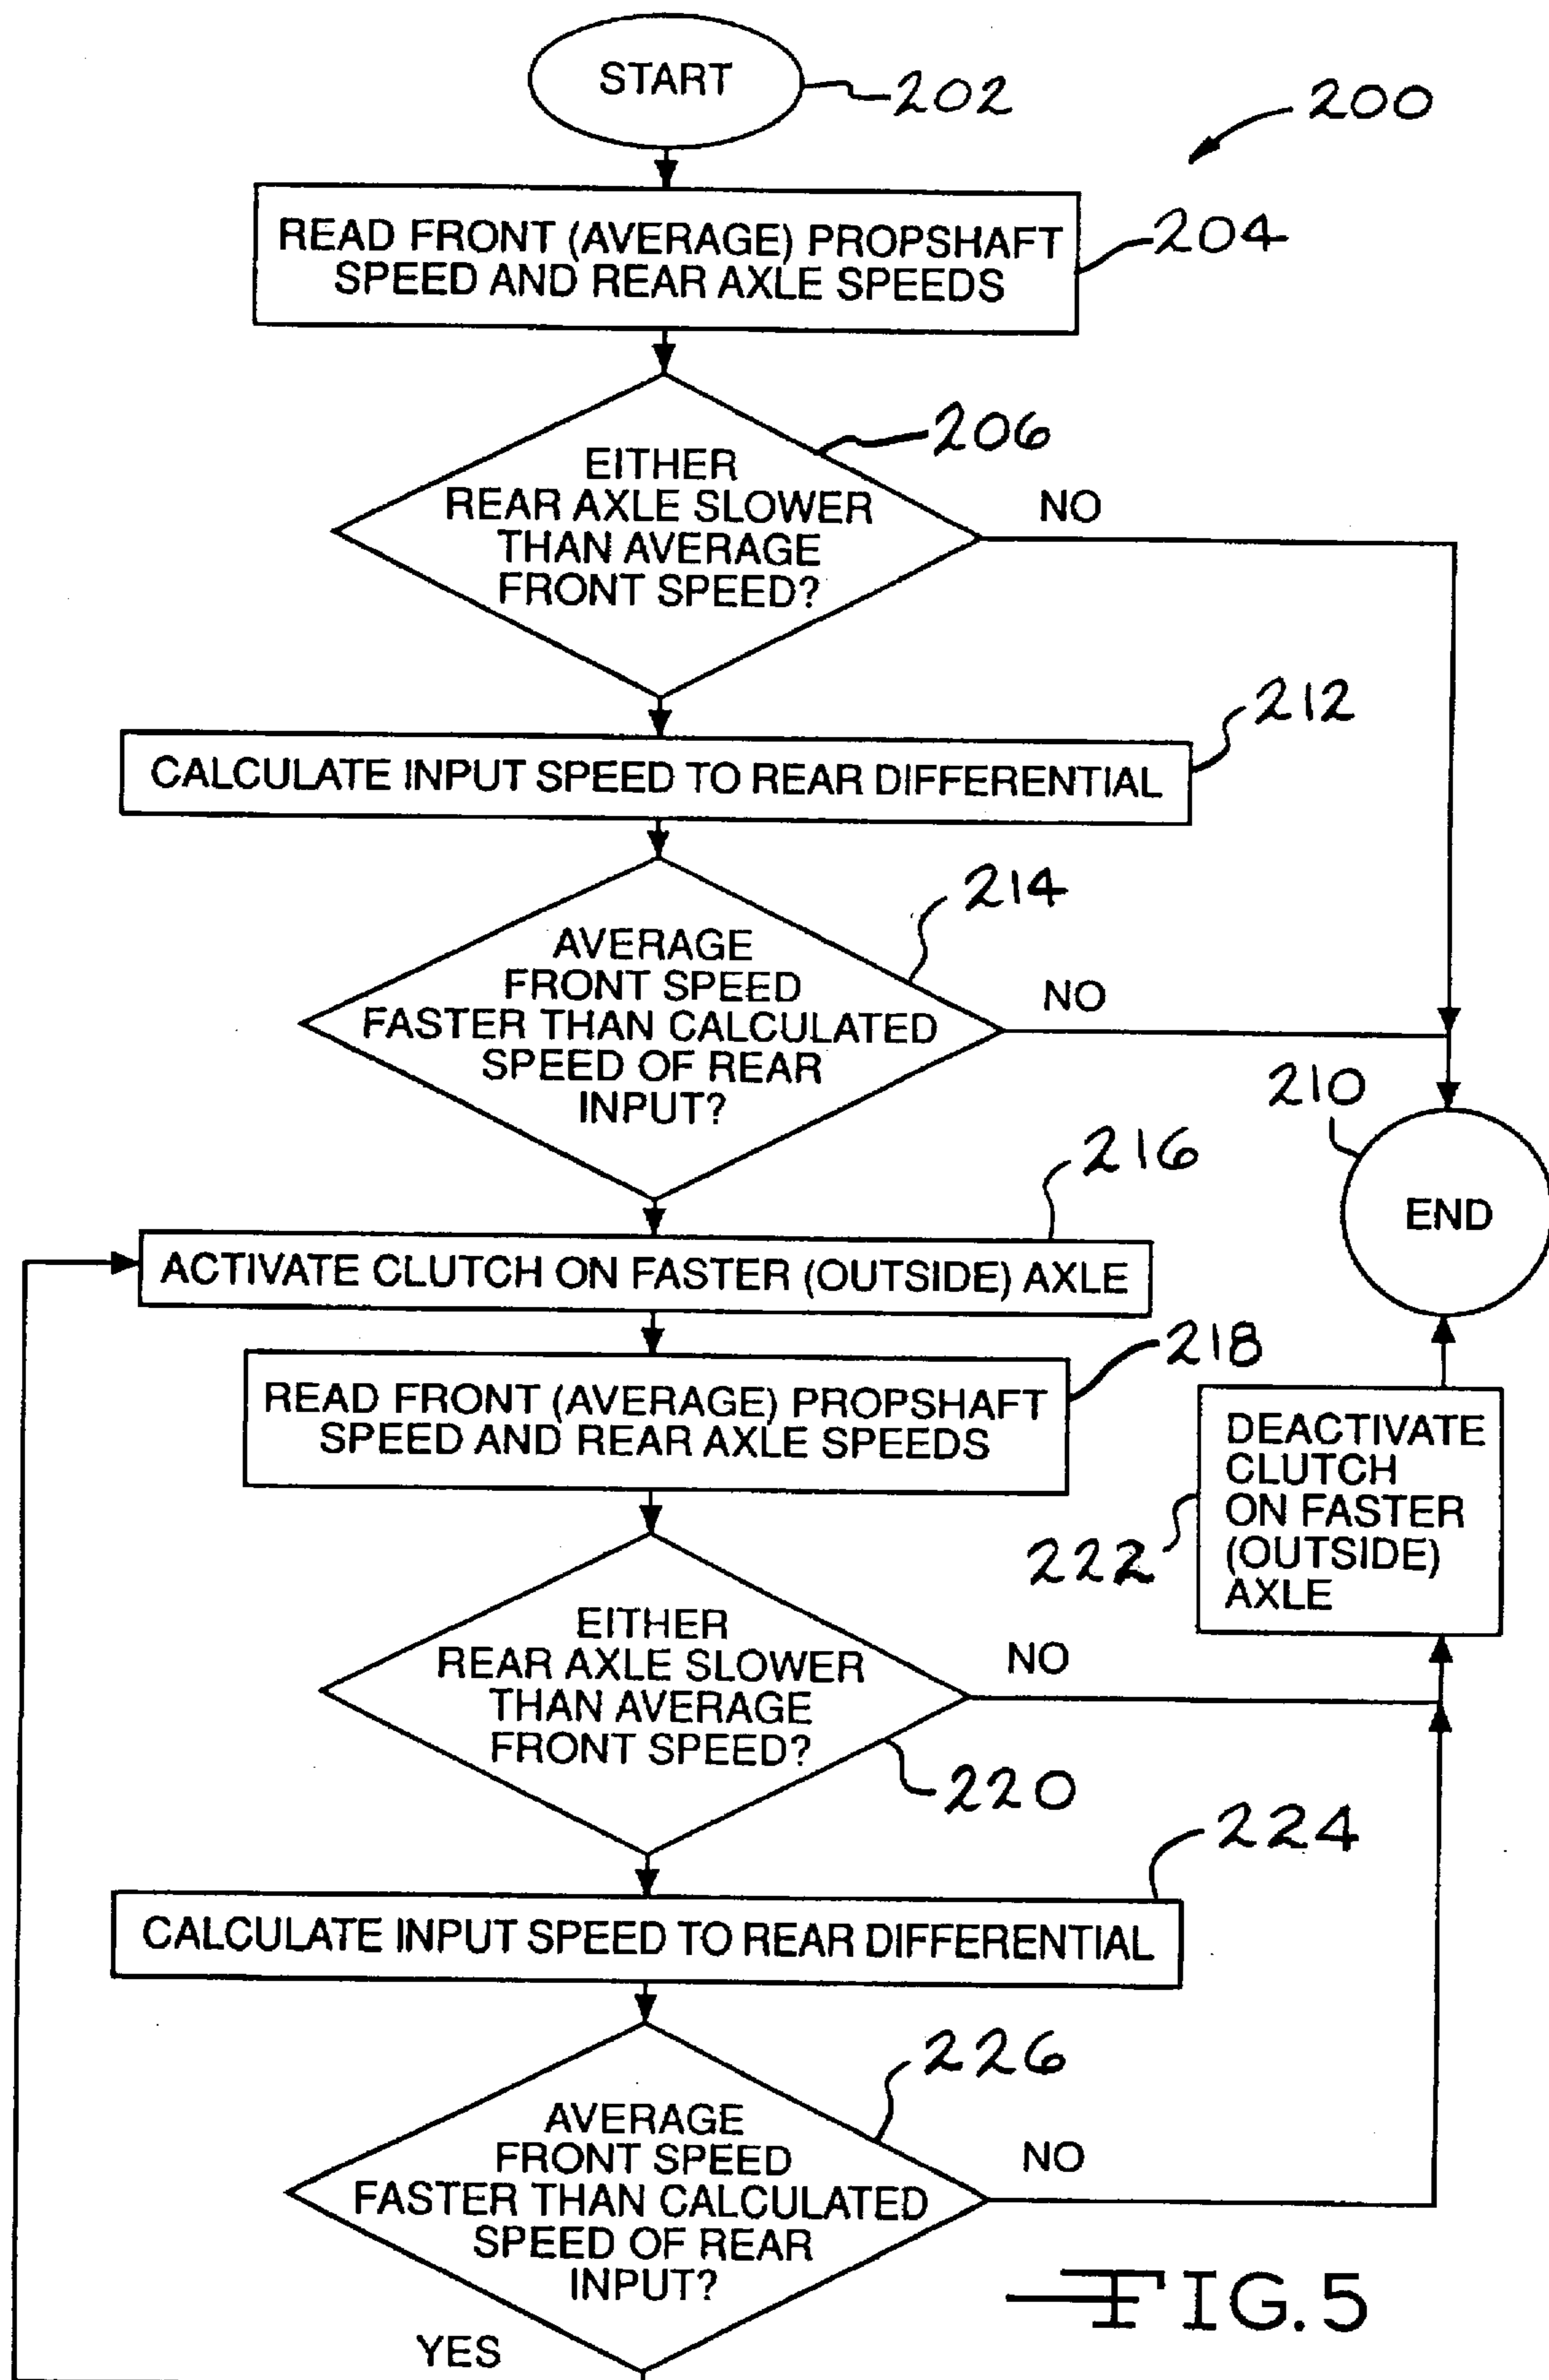 START
202
200
READ FRONT (AVERAGE) PROPSHAFT
SPEED AND REAR AXLE SPEEDS
204
206
EITHER
REAR AXLE SLOWER
THAN AVERAGE
FRONT SPEED?
NO
212
CALCULATE INPUT SPEED TO REAR DIFFERENTIAL
214
AVERAGE
FRONT SPEED
FASTER THAN CALCULATED
SPEED OF REAR
INPUT?
NO
210
END
216
ACTIVATE CLUTCH ON FASTER (OUTSIDE) AXLE
218
READ FRONT (AVERAGE) PROPSHAFT
SPEED AND REAR AXLE SPEEDS
DEACTIVATE
CLUTCH
ON FASTER
(OUTSIDE)
AXLE
222
EITHER
REAR AXLE SLOWER
THAN AVERAGE
FRONT SPEED?
NO
220
224
CALCULATE INPUT SPEED TO REAR DIFFERENTIAL
226
AVERAGE
FRONT SPEED
FASTER THAN CALCULATED
SPEED OF REAR
INPUT?
NO
YES
FIG. 5